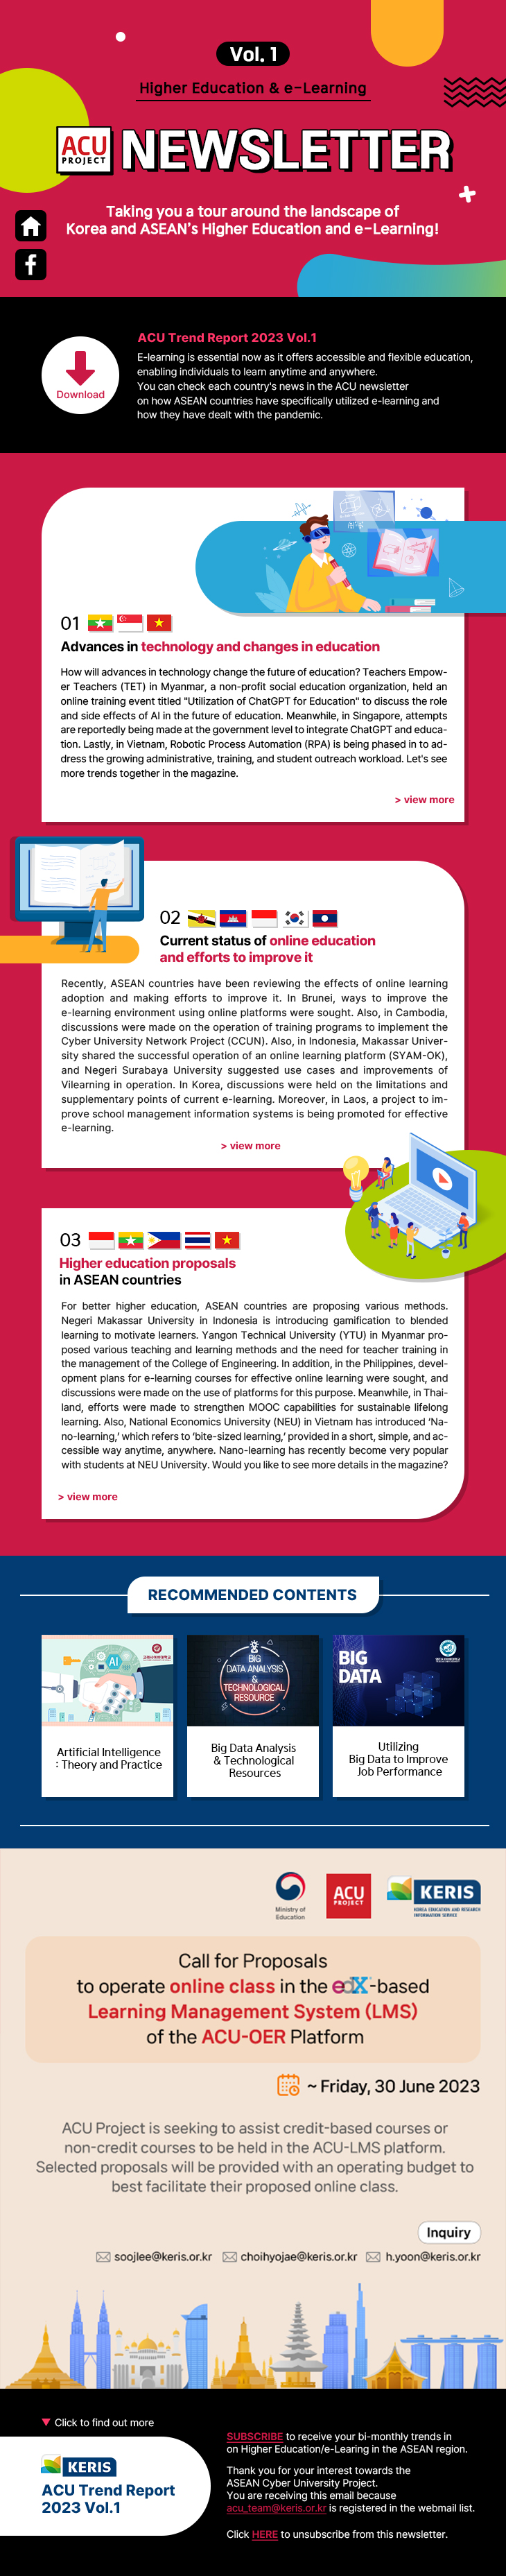 Vol. 1
Higher Education & e-Learning
ACU
PROJECT
NEWSLETTER
Taking you a tour around the landscape of
Korea and ASEAN's Higher Education and e-Learning!
Download
ACU Trend Report 2023 Vol.1
E-learning is essential now as it offers accessible and flexible education,
enabling individuals to learn anytime and anywhere.
You can check each country's news in the ACU newsletter
on how ASEAN countries have specifically utilized e-learning and
how they have dealt with the pandemic.
01
Advances in technology and changes in education
How will advances in technology change the future of education? Teachers Empow-
er Teachers (TET) in Myanmar, a non-profit social education organization, held an
online training event titled "Utilization of ChatGPT for Education" to discuss the role
and side effects of AI in the future of education. Meanwhile, in Singapore, attempts
are reportedly being made at the government level to integrate ChatGPT and educa-
tion. Lastly, in Vietnam, Robotic Process Automation (RPA) is being phased in to ad-
dress the growing administrative, training, and student outreach workload. Let's see
more trends together in the magazine.
> view more
02
Current status of online education
and efforts to improve it
Recently, ASEAN countries have been reviewing the effects of online learning
adoption and making efforts to improve it. In Brunei, ways to improve the
e-learning environment using online platforms were sought. Also, in Cambodia,
discussions were made on the operation of training programs to implement the
Cyber University Network Project (CCUN). Also, in Indonesia, Makassar Univer-
sity shared the successful operation of an online learning platform (SYAM-OK),
and Negeri Surabaya University suggested use cases and improvements of
Vilearning in operation. In Korea, discussions were held on the limitations and
supplementary points of current e-learning. Moreover, in Laos, a project to im-
prove school management information systems is being promoted for effective
e-learning.
> view more
03
Higher education proposals
in ASEAN countries
For better higher education, ASEAN countries are proposing various methods.
Negeri Makassar University in Indonesia is introducing gamification to blended
learning to motivate learners. Yangon Technical University (YTU) in Myanmar pro-
posed various teaching and learning methods and the need for teacher training in
the management of the College of Engineering. In addition, in the Philippines, devel-
opment plans for e-learning courses for effective online learning were sought, and
discussions were made on the use of platforms for this purpose. Meanwhile, in Thai-
land, efforts were made to strengthen MOOC capabilities for sustainable lifelong
learning. Also, National Economics University (NEU) in Vietnam has introduced 'Na-
no-learning,' which refers to 'bite-sized learning,' provided in a short, simple, and ac-
cessible way anytime, anywhere. Nano-learning has recently become very popular
with students at NEU University. Would you like to see more details in the magazine?
> view more
RECOMMENDED CONTENTS
AI
BIG
DATA ANALYSIS
&
TECHNOLOGICAL
RESOURCE
BIG
DATA
Artificial Intelligence
: Theory and Practice
Big Data Analysis
& Technological
Resources
Utilizing
Big Data to Improve
Job Performance
Ministry of
Education
ACU
PROJECT
KERIS
KOREA EDUCATION AND RESEARCH
INFORMATION SERVICE
Call for Proposals
to operate online class in the edX-based
Learning Management System (LMS)
of the ACU-OER Platform
~ Friday, 30 June 2023
ACU Project is seeking to assist credit-based courses or
non-credit courses to be held in the ACU-LMS platform.
Selected proposals will be provided with an operating budget to
best facilitate their proposed online class.
Inquiry
soojlee@keris.or.kr choihyojae@keris.or.kr h.yoon@keris.or.kr
Click to find out more
KERIS
ACU Trend Report
2023 Vol.1
SUBSCRIBE to receive your bi-monthly trends in
on Higher Education/e-Learing in the ASEAN region.
Thank you for your interest towards the
ASEAN Cyber University Project.
You are receiving this email because
acu_team@keris.or.kr is registered in the webmail list.
Click HERE to unsubscribe from this newsletter.